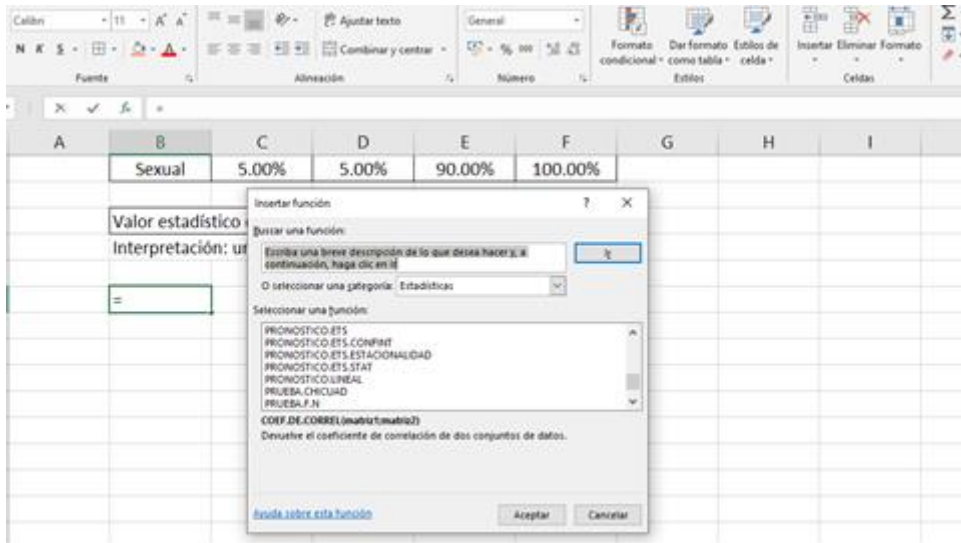 Calibri 11 A A Ajustar texto General
N K S A Combinar y centrar % 000
Formato condicional Dar formato como tabla Estilos de celda Insertar Eliminar Formato
Fuente Alineación Número Estilos Celdas
fx =
A B C D E F G H I
Sexual 5.00% 5.00% 90.00% 100.00%
Valor estadístico
Interpretación: un
=
Insertar función ? X
Buscar una función:
Escriba una breve descripción de lo que desea hacer y, a
continuación, haga clic en Ir
Ir
O seleccionar una categoría: Estadísticas
Seleccionar una función:
PRONOSTICO.ETS
PRONOSTICO.ETS.CONFINT
PRONOSTICO.ETS.ESTACIONALIDAD
PRONOSTICO.ETS.STAT
PRONOSTICO.LINEAL
PRUEBA.CHICUAD
PRUEBA.F.N
COEF.DE.CORREL(matriz1;matriz2)
Devuelve el coeficiente de correlación de dos conjuntos de datos.
Ayuda sobre esta función Aceptar Cancelar